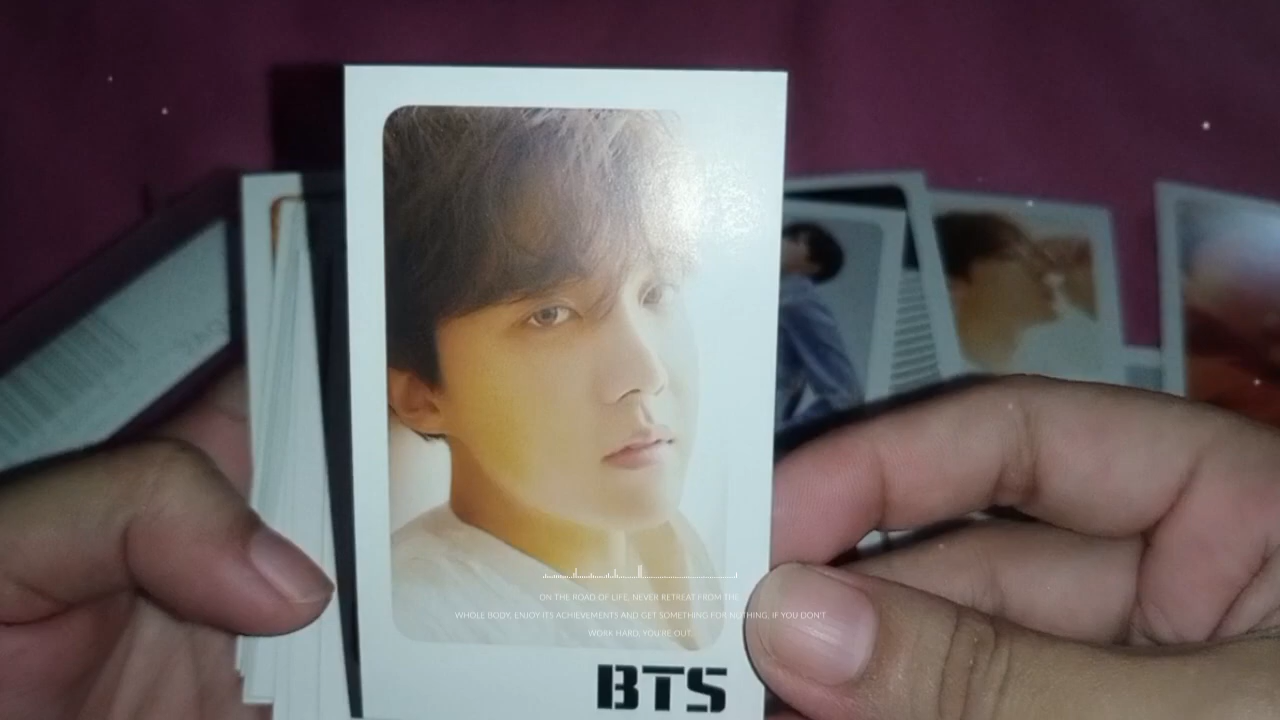 ON THE ROAD OF LIFE, NEVER RETREAT FROM THE
WHOLE BODY, ENJOY ITS ACHIEVEMENTS AND GET SOMETHING FOR NOTHING, IF YOU DON'T
WORK HARD, YOU'RE OUT.
BTS